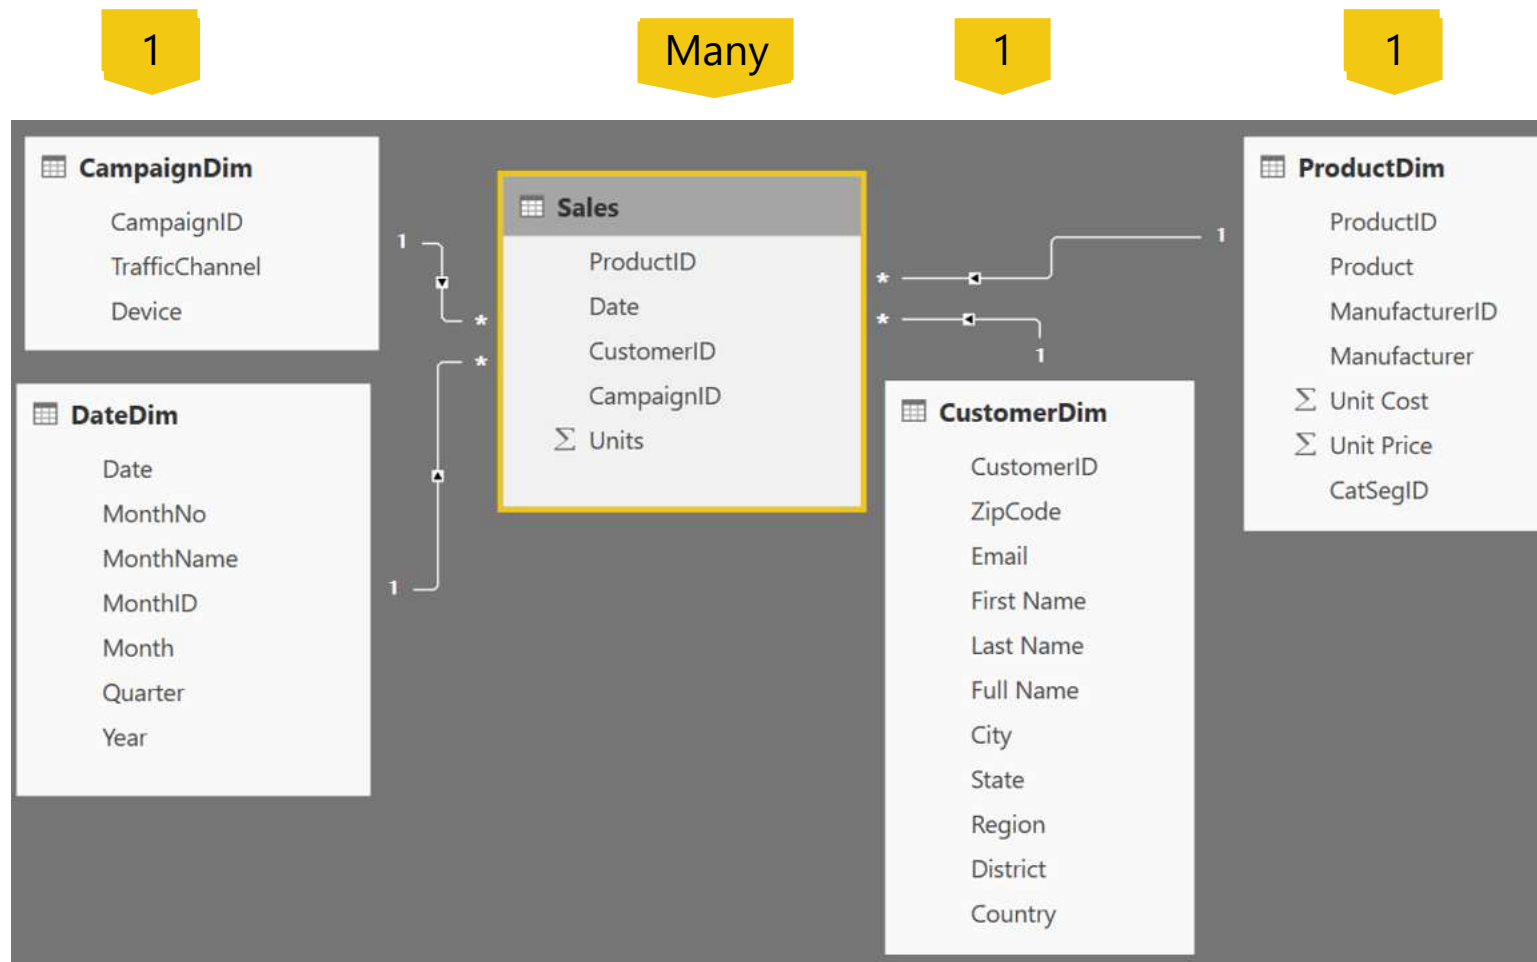 1
Many
1
1
CampaignDim
CampaignID
TrafficChannel
Device
1
*
DateDim
Date
MonthNo
MonthName
MonthID
Month
Quarter
Year
1
*
Sales
ProductID
Date
CustomerID
CampaignID
Σ Units
*
1
*
1
CustomerDim
CustomerID
ZipCode
Email
First Name
Last Name
Full Name
City
State
Region
District
Country
ProductDim
ProductID
Product
ManufacturerID
Manufacturer
Σ Unit Cost
Σ Unit Price
CatSegID